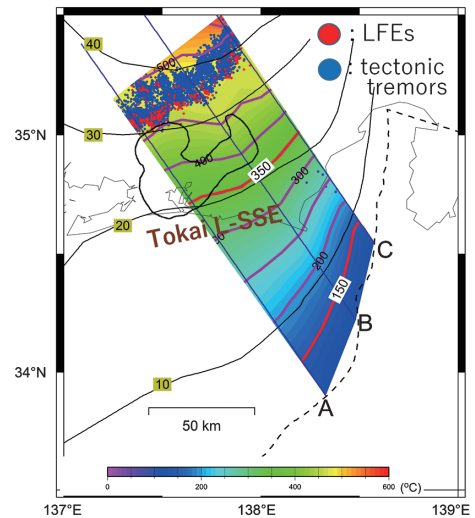 40
500
: LFEs
: tectonic
tremors
35°N
30
400
350
300
20
Tokai L-SSE
200
C
150
B
34°N
10
A
50 km
0
200
400
600
(°C)
137°E
138°E
139°E